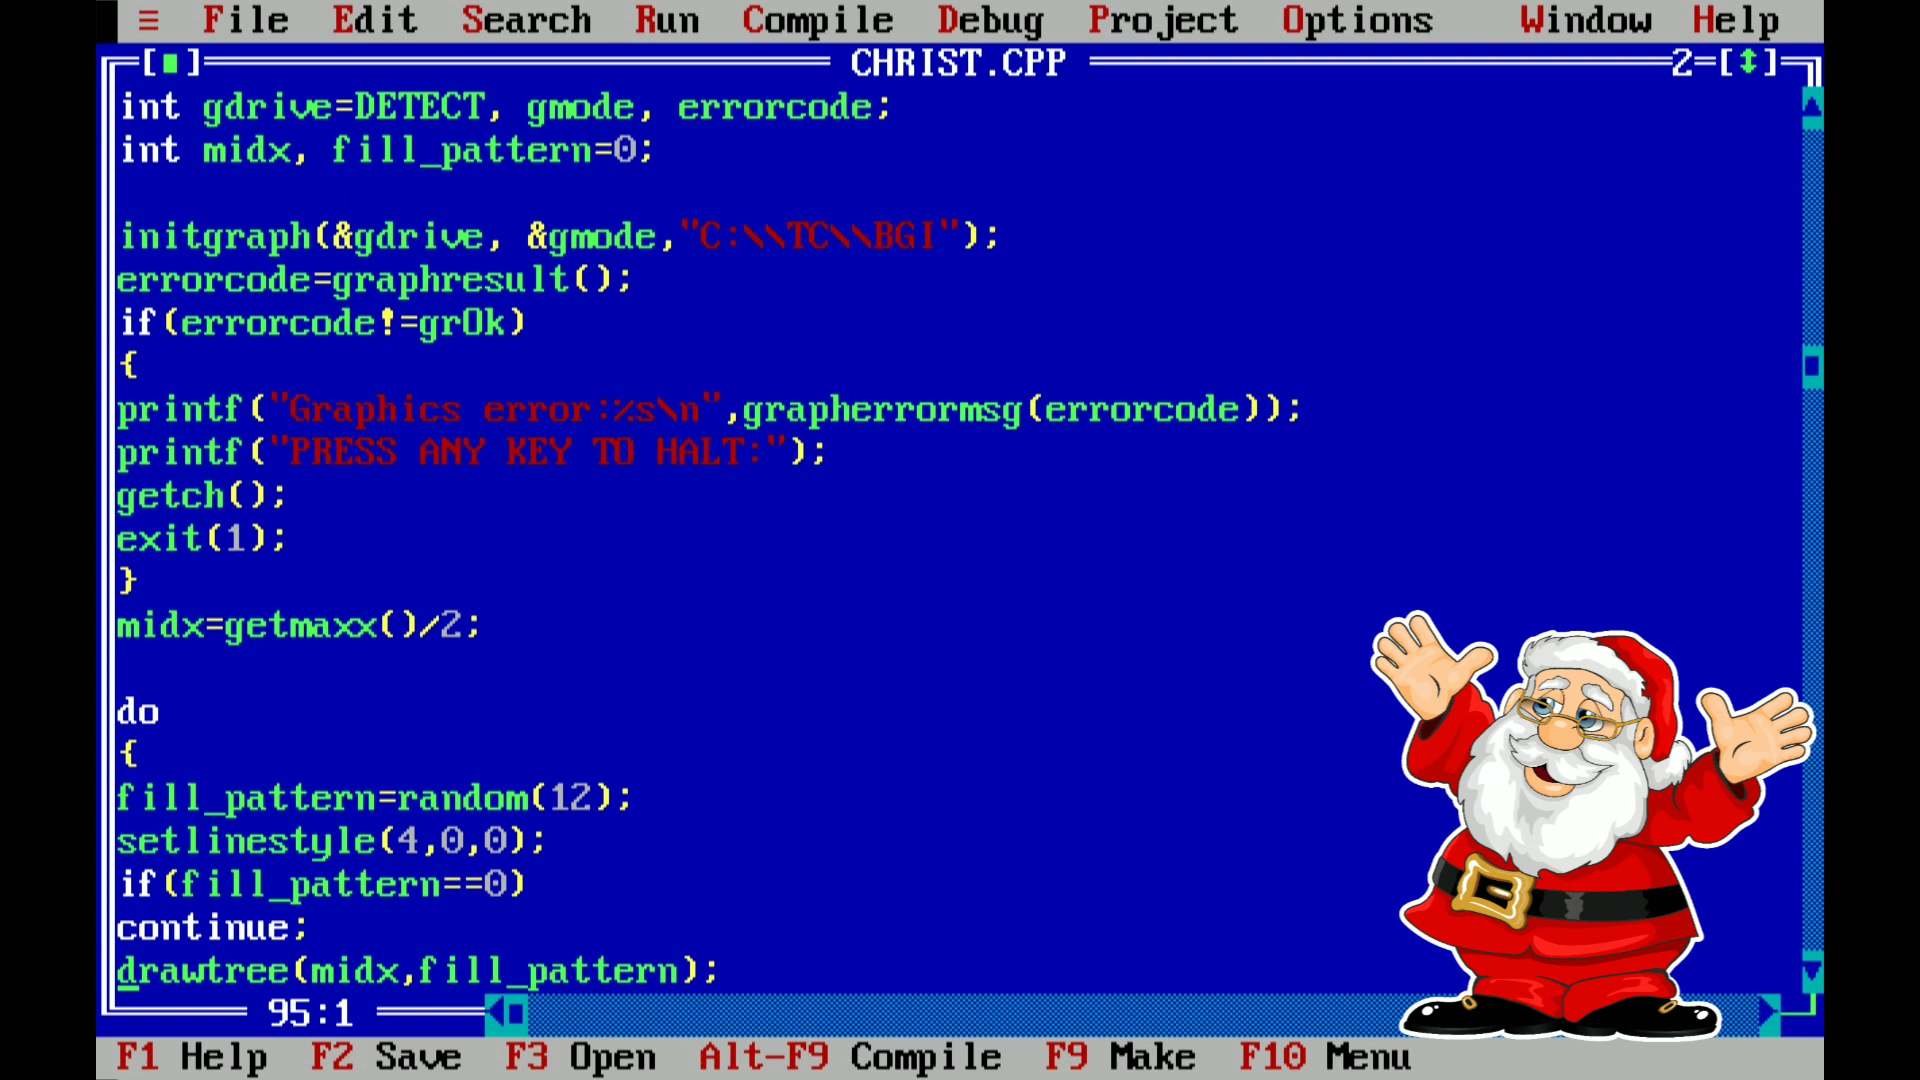 ≡ File Edit Search Run Compile Debug Project Options Window Help
[■] CHRIST.CPP 2=[↕]
int gdrive=DETECT, gmode, errorcode;
int midx, fill_pattern=0;
initgraph(&gdrive, &gmode,"C:\\TC\\BGI");
errorcode=graphresult();
if(errorcode!=grOk)
{
printf("Graphics error:%s\n",grapherrormsg(errorcode));
printf("PRESS ANY KEY TO HALT:");
getch();
exit(1);
}
midx=getmaxx()/2;
do
{
fill_pattern=random(12);
setlinestyle(4,0,0);
if(fill_pattern==0)
continue;
drawtree(midx,fill_pattern);
95:1
F1 Help F2 Save F3 Open Alt-F9 Compile F9 Make F10 Menu